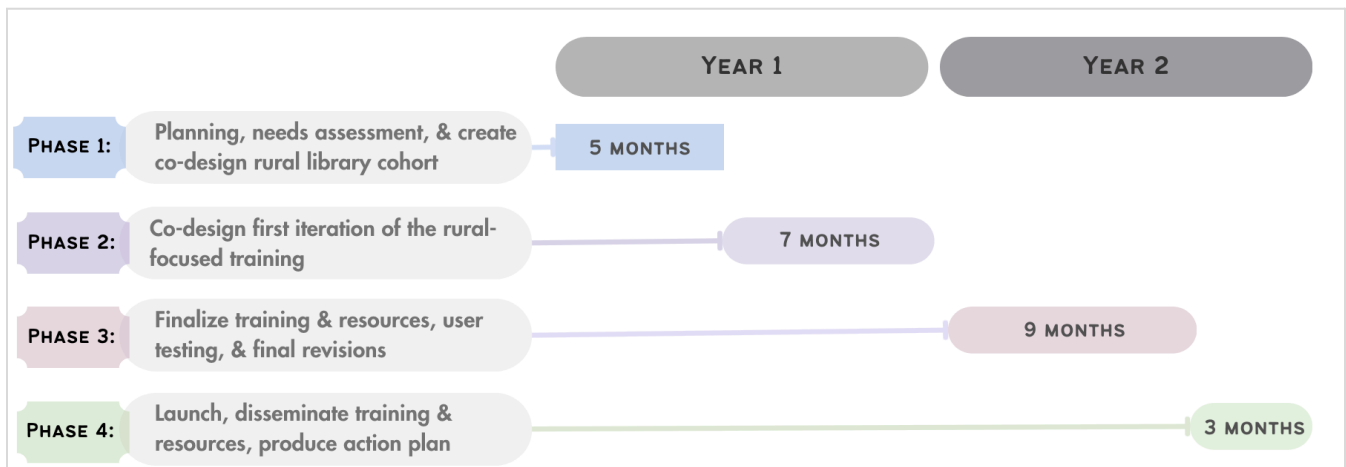 YEAR 1
YEAR 2
PHASE 1:
Planning, needs assessment, & create
co-design rural library cohort
5 MONTHS
PHASE 2:
Co-design first iteration of the rural-
focused training
7 MONTHS
PHASE 3:
Finalize training & resources, user
testing, & final revisions
9 MONTHS
PHASE 4:
Launch, disseminate training &
resources, produce action plan
3 MONTHS